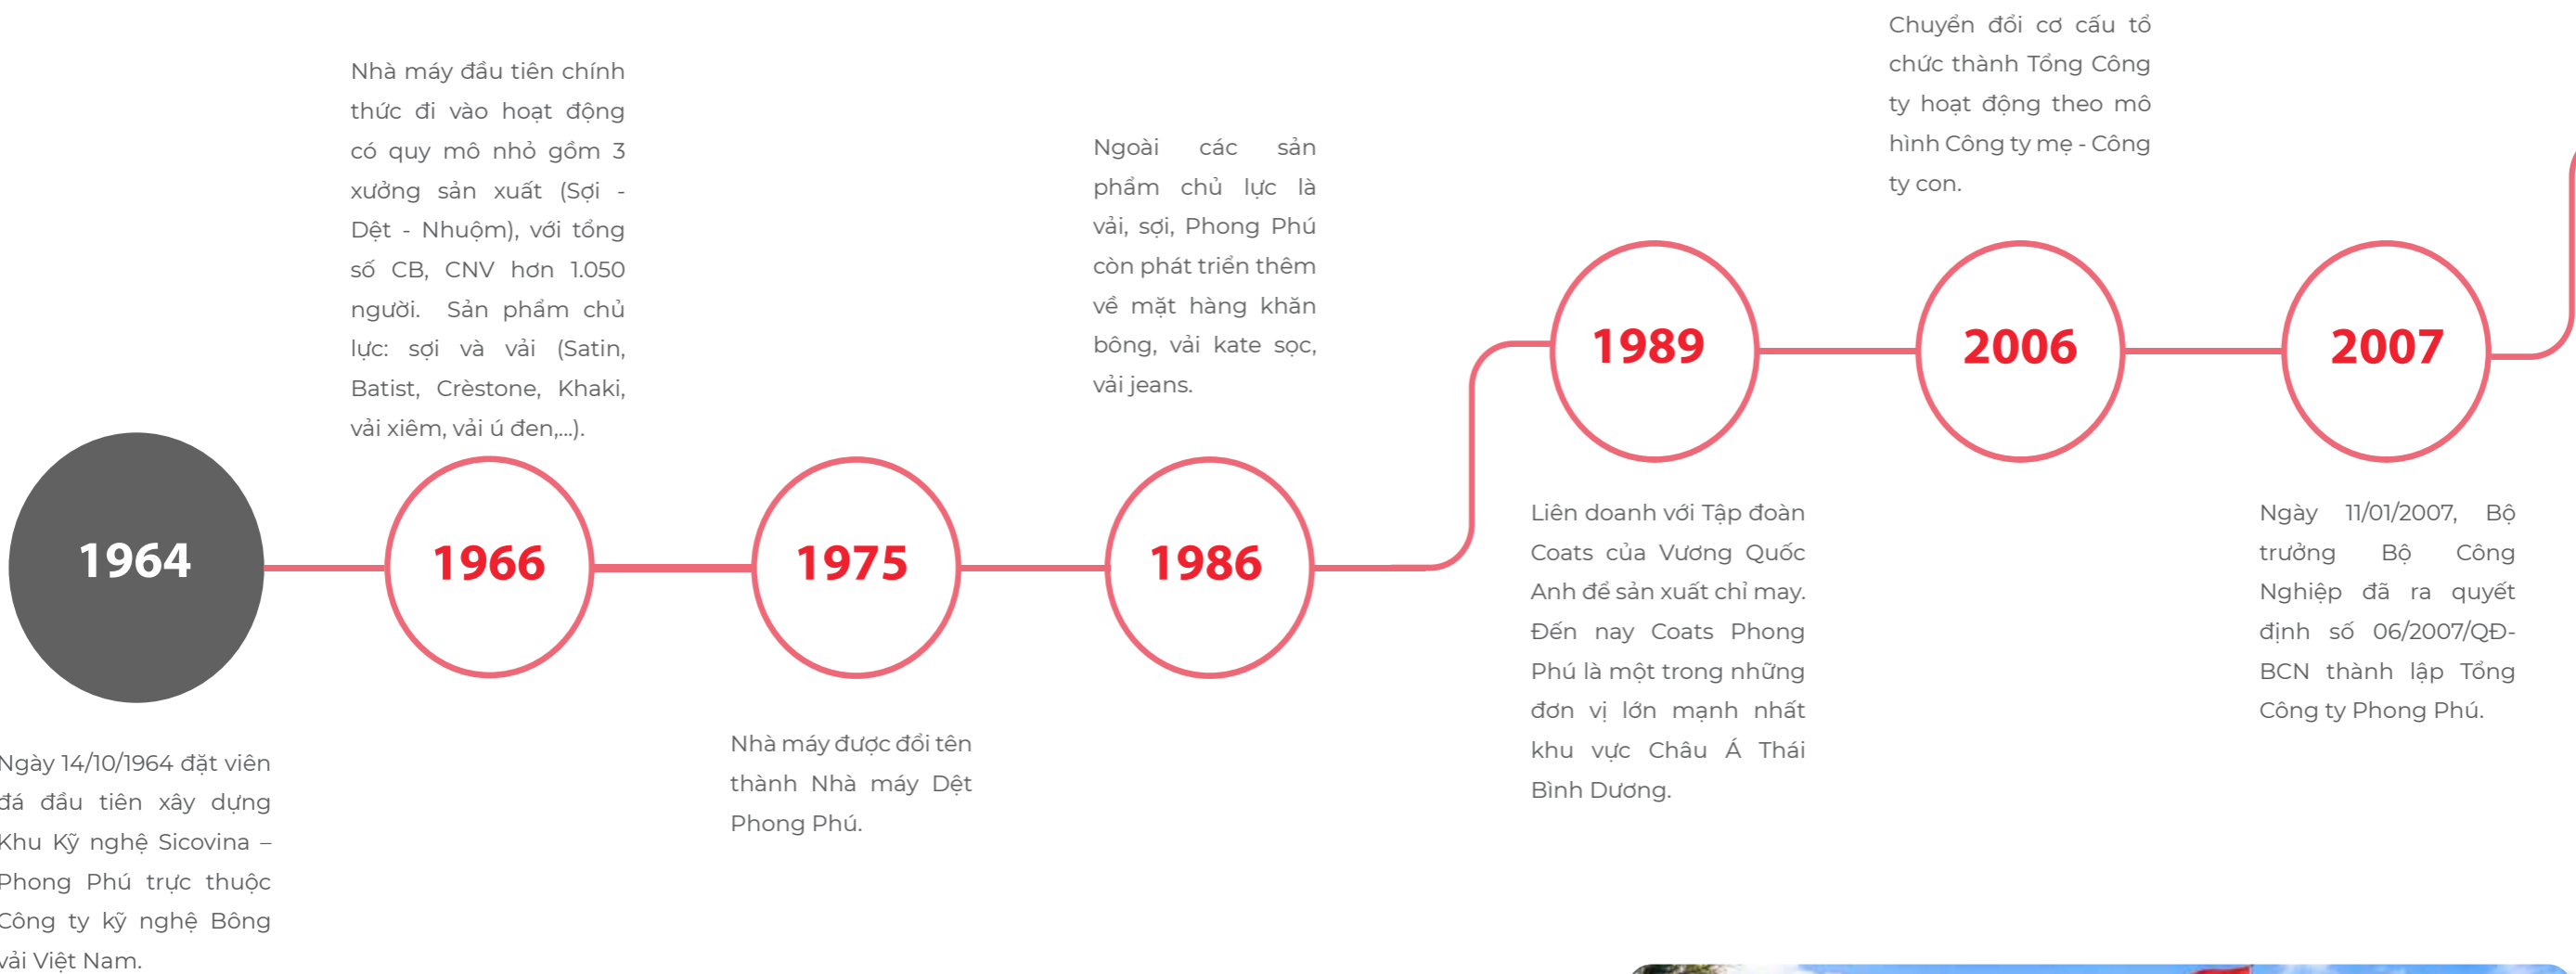 1964
Ngày 14/10/1964 đặt viên
đá đầu tiên xây dựng
Khu Kỹ nghệ Sicovina –
Phong Phú trực thuộc
Công ty kỹ nghệ Bông
vải Việt Nam.
Nhà máy đầu tiên chính
thức đi vào hoạt động
có quy mô nhỏ gồm 3
xưởng sản xuất (Sợi -
Dệt - Nhuộm), với tổng
số CB, CNV hơn 1.050
người. Sản phẩm chủ
lực: sợi và vải (Satin,
Batist, Crèstone, Khaki,
vải xiêm, vải ú đen,...).
1966
1975
Nhà máy được đổi tên
thành Nhà máy Dệt
Phong Phú.
Ngoài các sản
phẩm chủ lực là
vải, sợi, Phong Phú
còn phát triển thêm
về mặt hàng khăn
bông, vải kate sọc,
vải jeans.
1986
1989
Liên doanh với Tập đoàn
Coats của Vương Quốc
Anh để sản xuất chỉ may.
Đến nay Coats Phong
Phú là một trong những
đơn vị lớn mạnh nhất
khu vực Châu Á Thái
Bình Dương.
Chuyển đổi cơ cấu tổ
chức thành Tổng Công
ty hoạt động theo mô
hình Công ty mẹ - Công
ty con.
2006
2007
Ngày 11/01/2007, Bộ
trưởng Bộ Công
Nghiệp đã ra quyết
định số 06/2007/QĐ-
BCN thành lập Tổng
Công ty Phong Phú.